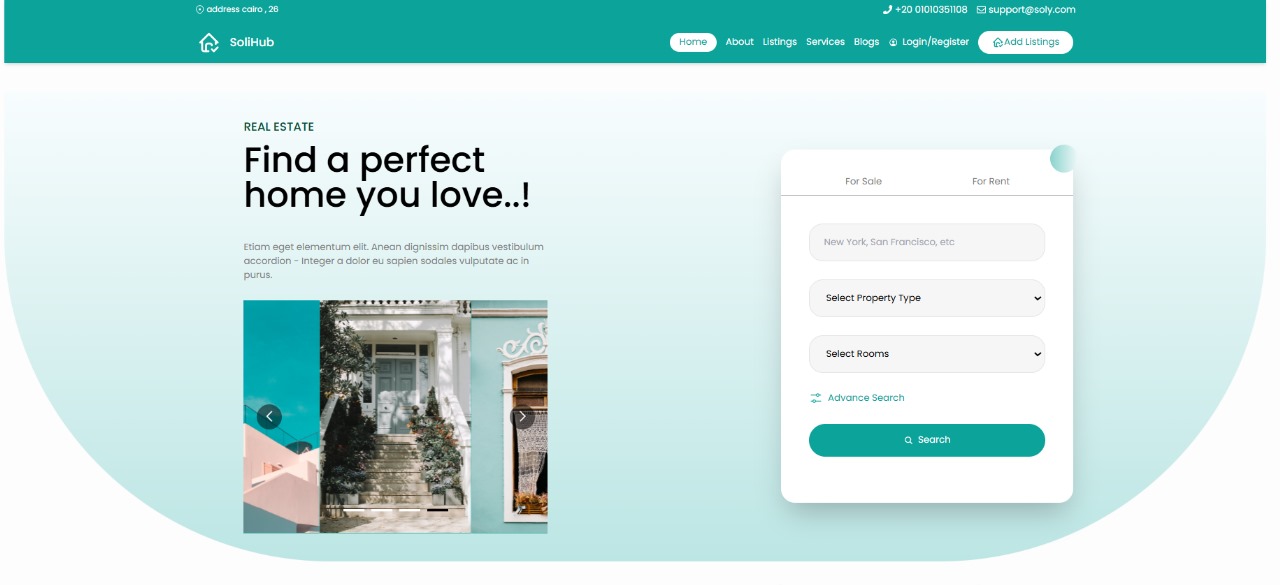 address cairo , 26
+20 01010351108
support@soly.com
SoliHub
Home
About
Listings
Services
Blogs
Login/Register
Add Listings
REAL ESTATE
Find a perfect
home you love..!
Etiam eget elementum elit. Anean dignissim dapibus vestibulum
accordion - Integer a dolor eu sapien sodales vulputate ac in
purus.
For Sale
For Rent
New York, San Francisco, etc
Select Property Type
Select Rooms
Advance Search
Search